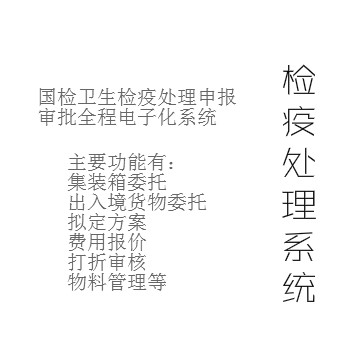 国检卫生检疫处理申报
审批全程电子化系统
主要功能有：
集装箱委托
出入境货物委托
拟定方案
费用报价
打折审核
物料管理等
检疫处理系统